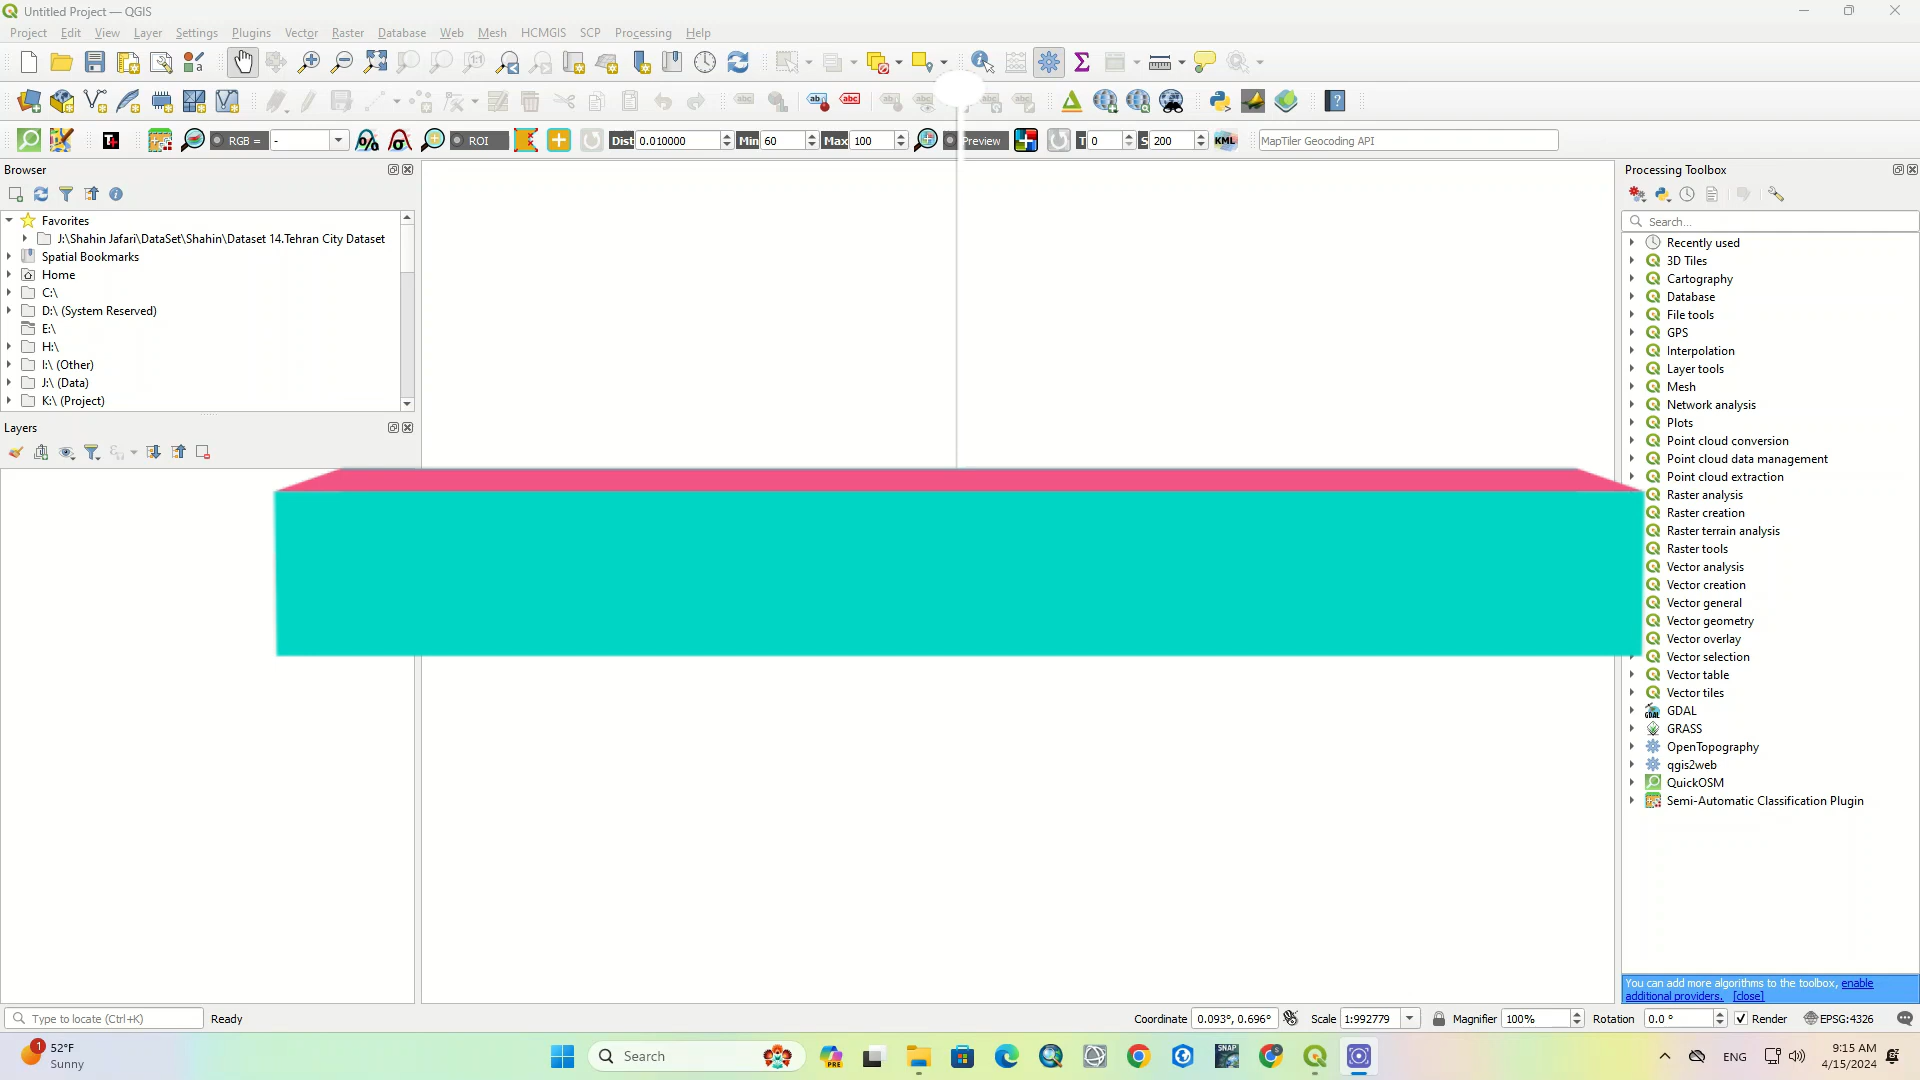 Untitled Project — QGIS
Project Edit View Layer Settings Plugins Vector Raster Database Web Mesh HCMGIS SCP Processing Help
RGB = - ROI Dist 0.010000 Min 60 Max 100 Preview T 0 S 200 KML MapTiler Geocoding API
Browser
Favorites
J:\Shahin Jafari\DataSet\Shahin\Dataset 14.Tehran City Dataset
Spatial Bookmarks
Home
C:\
D:\ (System Reserved)
E:\
H:\
I:\ (Other)
J:\ (Data)
K:\ (Project)
Layers
Processing Toolbox
Search...
Recently used
3D Tiles
Cartography
Database
File tools
GPS
Interpolation
Layer tools
Mesh
Network analysis
Plots
Point cloud conversion
Point cloud data management
Point cloud extraction
Raster analysis
Raster creation
Raster terrain analysis
Raster tools
Vector analysis
Vector creation
Vector general
Vector geometry
Vector overlay
Vector selection
Vector table
Vector tiles
GDAL
GRASS
OpenTopography
qgis2web
QuickOSM
Semi-Automatic Classification Plugin
You can add more algorithms to the toolbox, enable
additional providers. [close]
Type to locate (Ctrl+K) Ready Coordinate 0.093°, 0.696° Scale 1:992779 Magnifier 100% Rotation 0.0 ° Render EPSG:4326
1
52°F
Sunny
Search
PRE
SNAP
ENG
9:15 AM
4/15/2024